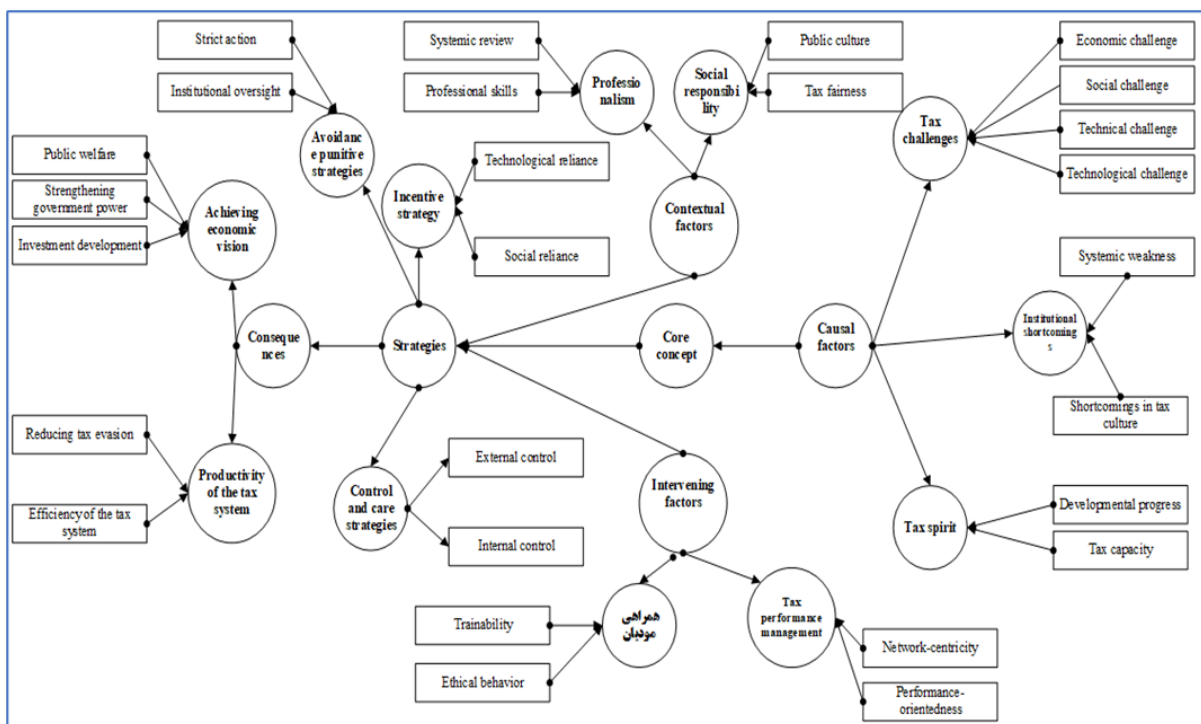 Strict action
Institutional oversight
Avoidanc
e punitive
strategies
Systemic review
Professional skills
Professio
nalism
Social
responsibi
lity
Public culture
Tax fairness
Tax
challenges
Economic challenge
Social challenge
Technical challenge
Technological challenge
Public welfare
Strengthening
government power
Investment development
Achieving
economic
vision
Incentive
strategy
Technological reliance
Social reliance
Contextual
factors
Systemic weakness
Institutional
shortcoming
s
Shortcomings in tax
culture
Consequ
ences
Strategies
Core
concept
Causal
factors
Reducing tax evasion
Efficiency of the tax
system
Productivity
of the tax
system
Control
and care
strategies
External control
Internal control
Intervening
factors
Tax spirit
Developmental progress
Tax capacity
Trainability
Ethical behavior
همراهی
مودیان
Tax
performance
management
Network-centricity
Performance-
orientedness